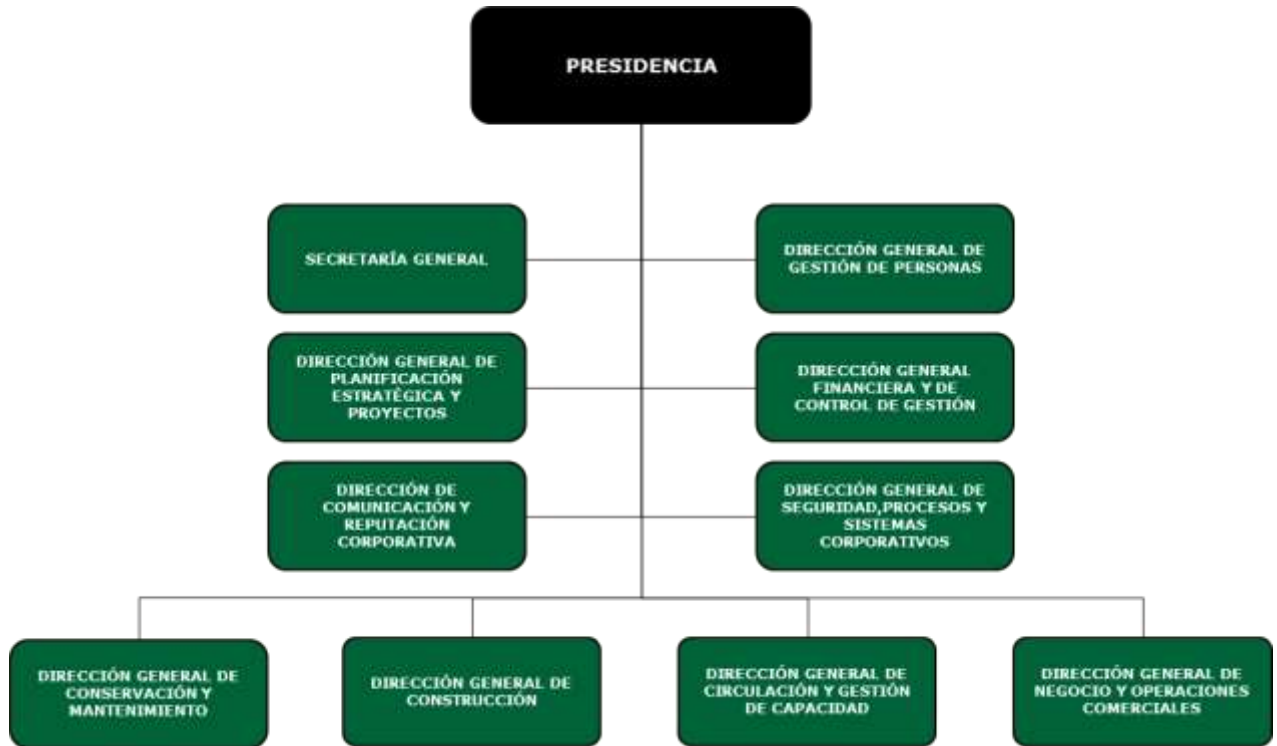 PRESIDENCIA
SECRETARÍA GENERAL
DIRECCIÓN GENERAL DE
GESTIÓN DE PERSONAS
DIRECCIÓN GENERAL DE
PLANIFICACIÓN
ESTRATÉGICA Y
PROYECTOS
DIRECCIÓN GENERAL
FINANCIERA Y DE
CONTROL DE GESTIÓN
DIRECCIÓN DE
COMUNICACIÓN Y
REPUTACIÓN
CORPORATIVA
DIRECCIÓN GENERAL DE
SEGURIDAD,PROCESOS Y
SISTEMAS
CORPORATIVOS
DIRECCIÓN GENERAL DE
CONSERVACIÓN Y
MANTENIMIENTO
DIRECCIÓN GENERAL DE
CONSTRUCCIÓN
DIRECCIÓN GENERAL DE
CIRCULACIÓN Y GESTIÓN
DE CAPACIDAD
DIRECCIÓN GENERAL DE
NEGOCIO Y OPERACIONES
COMERCIALES